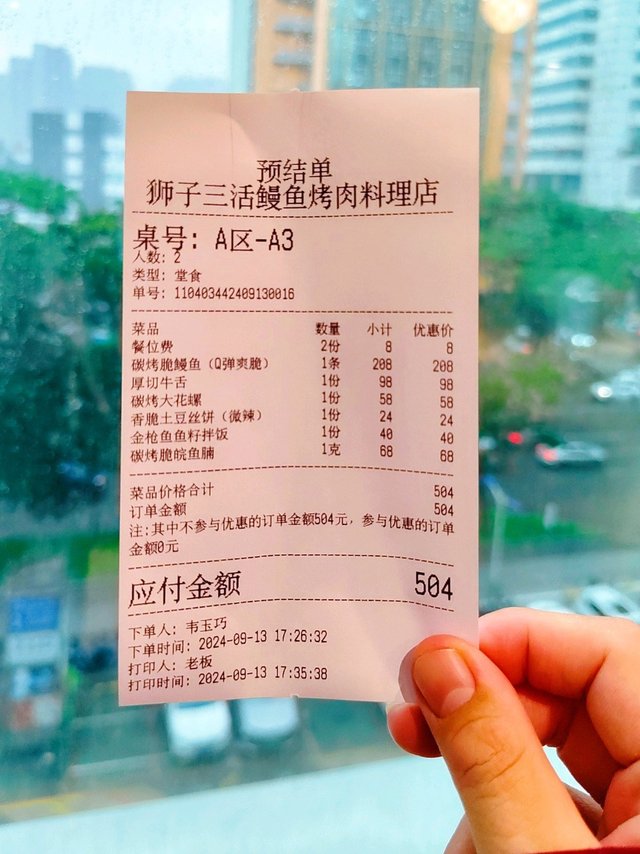 预结单
狮子三活鳗鱼烤肉料理店
桌号: A区-A3
人数: 2
类型: 堂食
单号: 110403442409130016
菜品 数量 小计 优惠价
餐位费 2份 8 8
碳烤脆鳗鱼（Q弹爽脆） 1条 208 208
厚切牛舌 1份 98 98
碳烤大花螺 1份 58 58
香脆土豆丝饼（微辣） 1份 24 24
金枪鱼鱼籽拌饭 1份 40 40
碳烤脆皖鱼腩 1克 68 68
菜品价格合计 504
订单金额 504
注:其中不参与优惠的订单金额504元，参与优惠的订单
金额0元
应付金额 504
下单人: 韦玉巧
下单时间: 2024-09-13 17:26:32
打印人: 老板
打印时间: 2024-09-13 17:35:38